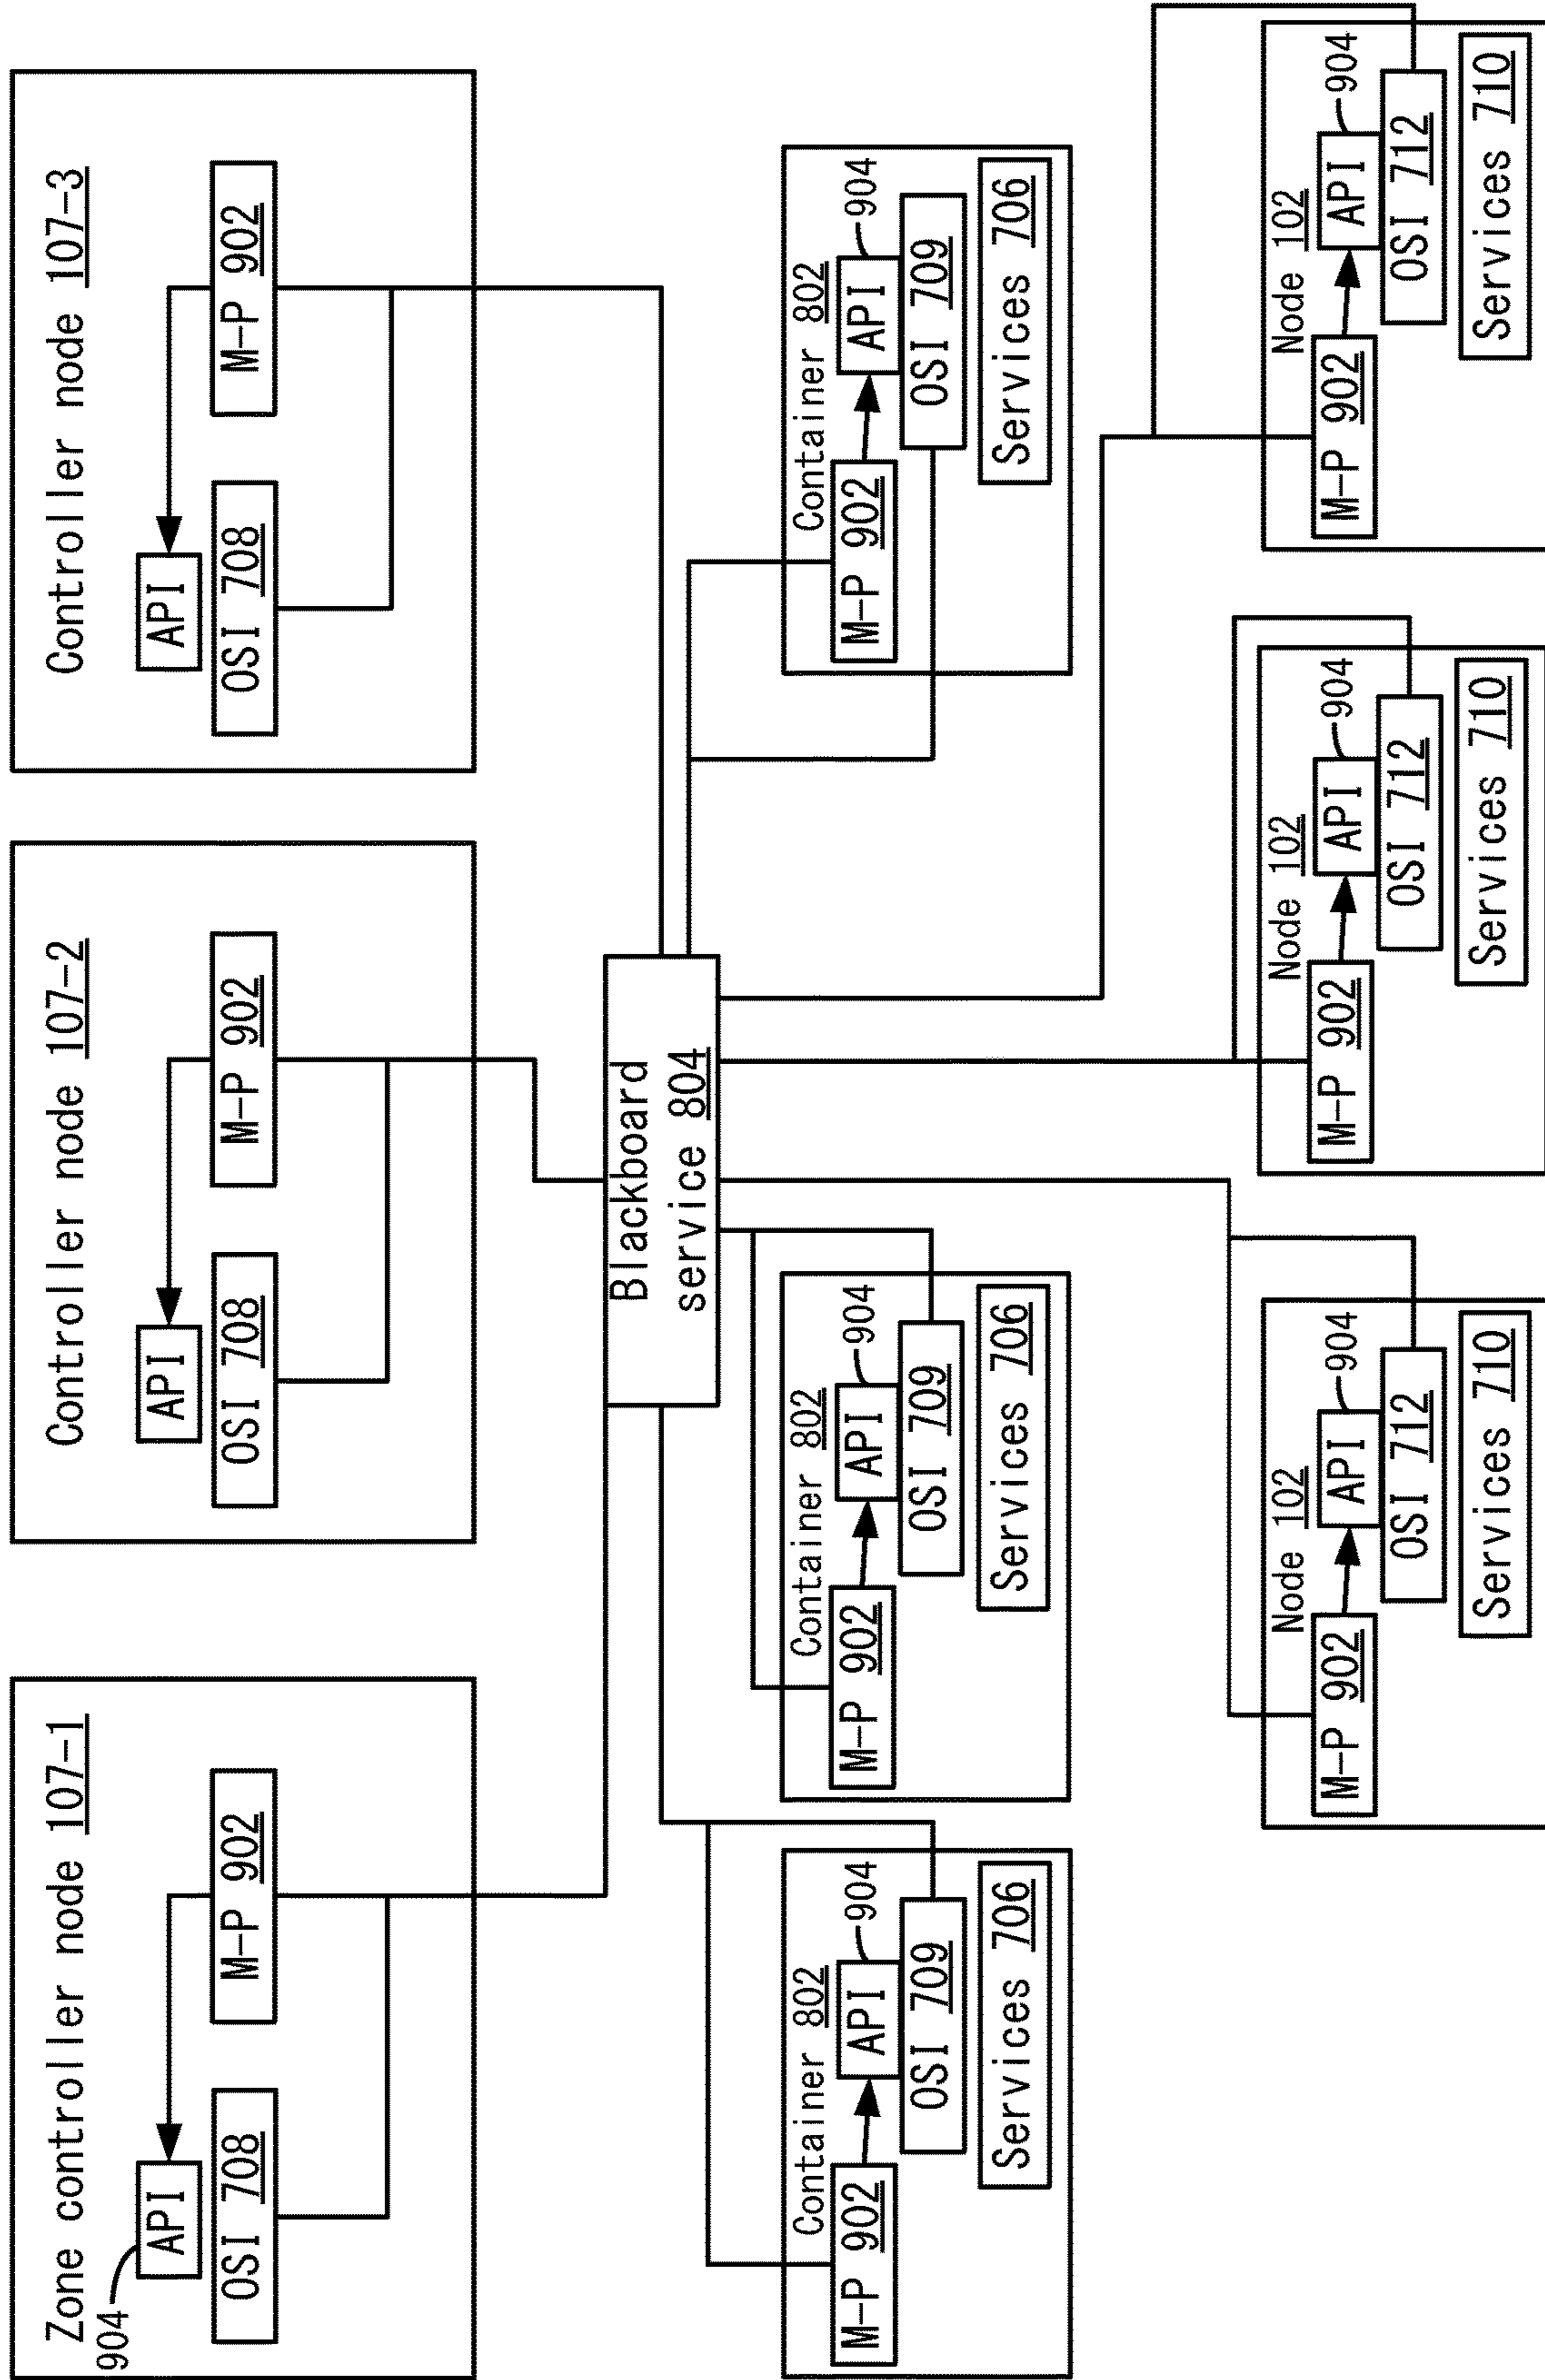 Zone controller node 107-1
904
API
OSI 708
M-P 902
Controller node 107-2
API
OSI 708
M-P 902
Controller node 107-3
API
OSI 708
M-P 902
Blackboard
service 804
Container 802
M-P 902
API
904
OSI 709
Services 706
Container 802
M-P 902
API
904
OSI 709
Services 706
Container 802
M-P 902
API
904
OSI 709
Services 706
Node 102
M-P 902
API
904
OSI 712
Services 710
Node 102
M-P 902
API
904
OSI 712
Services 710
Node 102
M-P 902
API
904
OSI 712
Services 710